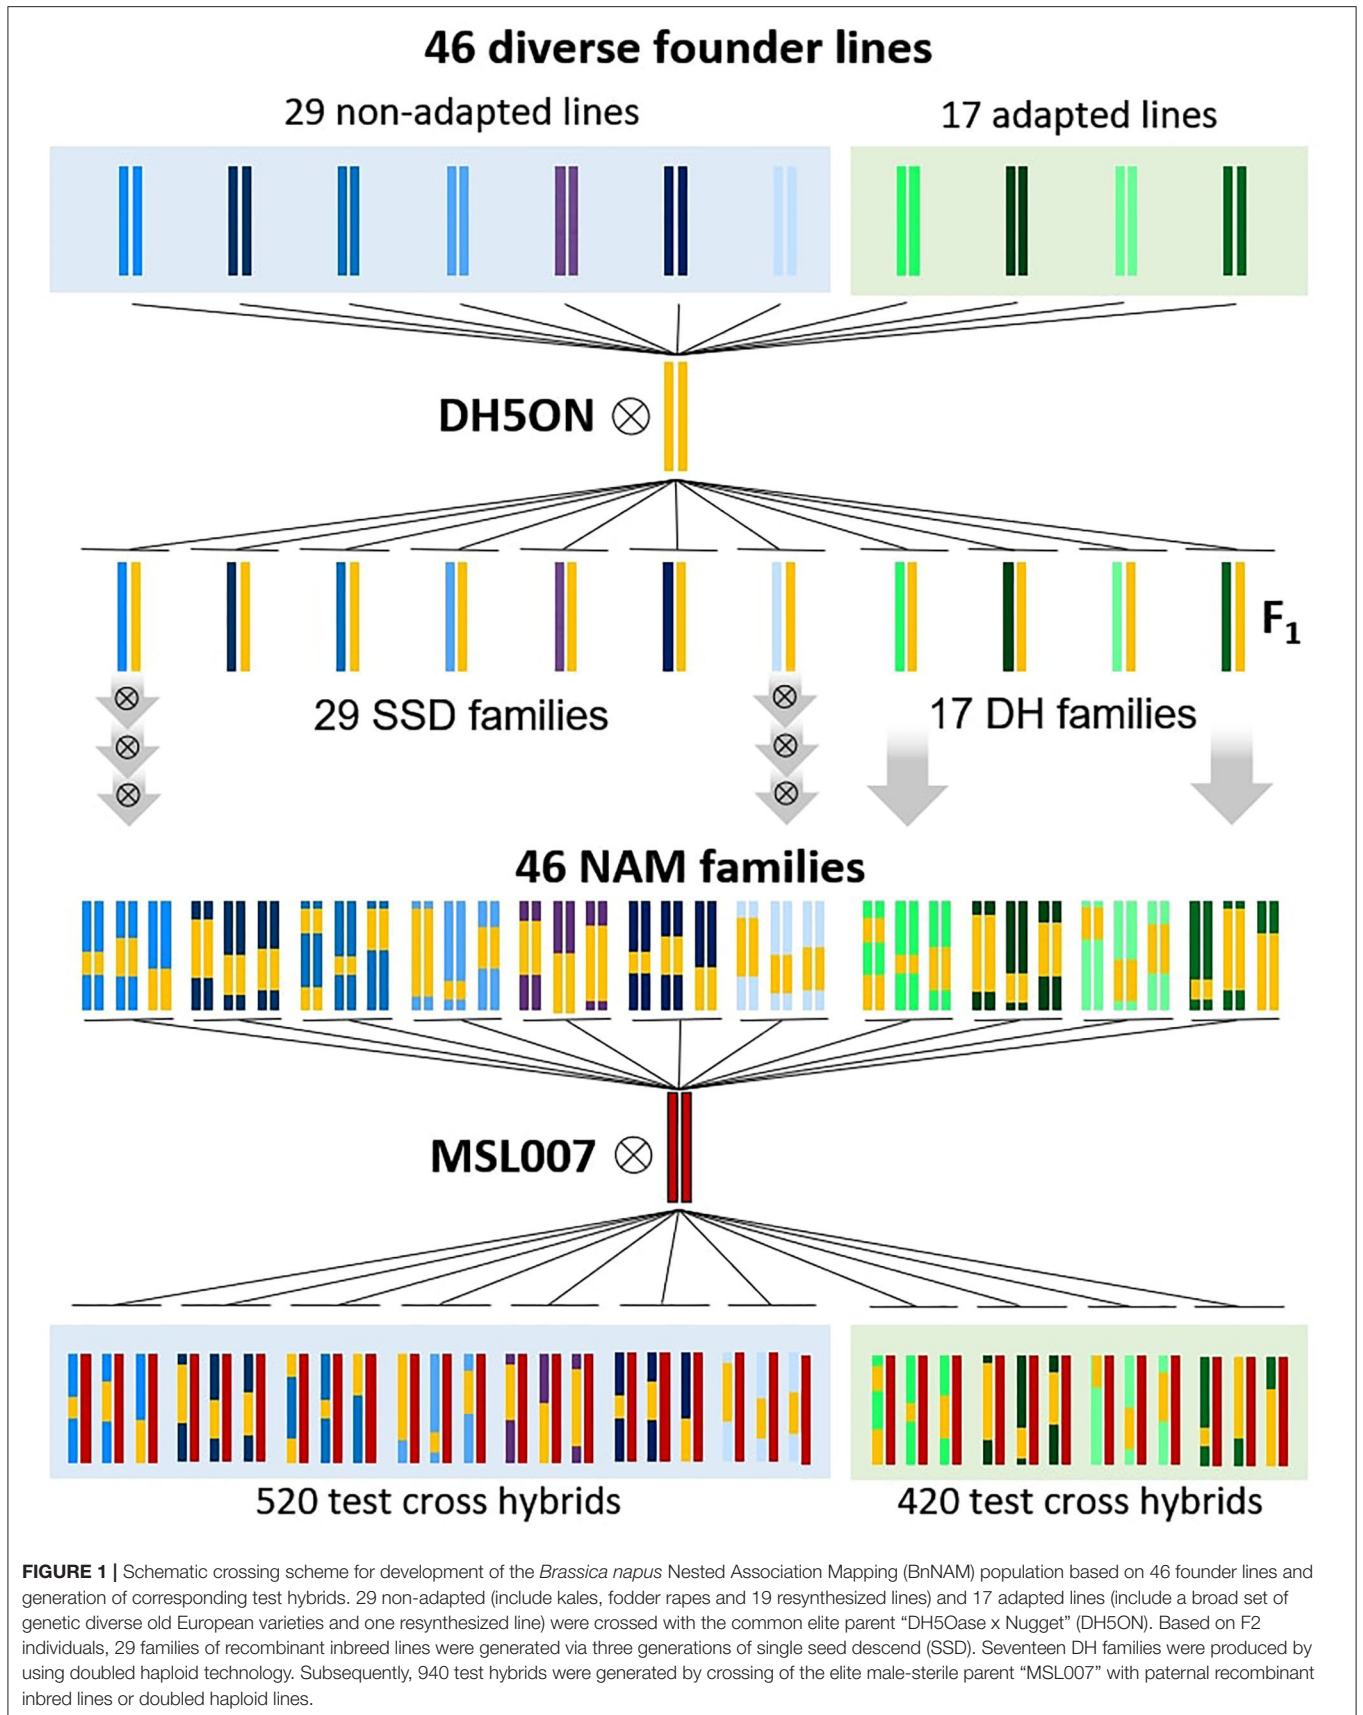 46 diverse founder lines
29 non-adapted lines
17 adapted lines
DH5ON
F1
29 SSD families
17 DH families
46 NAM families
MSL007
520 test cross hybrids
420 test cross hybrids
FIGURE 1 | Schematic crossing scheme for development of the Brassica napus Nested Association Mapping (BnNAM) population based on 46 founder lines and
generation of corresponding test hybrids. 29 non-adapted (include kales, fodder rapes and 19 resynthesized lines) and 17 adapted lines (include a broad set of
genetic diverse old European varieties and one resynthesized line) were crossed with the common elite parent “DH5Oase x Nugget” (DH5ON). Based on F2
individuals, 29 families of recombinant inbreed lines were generated via three generations of single seed descend (SSD). Seventeen DH families were produced by
using doubled haploid technology. Subsequently, 940 test hybrids were generated by crossing of the elite male-sterile parent “MSL007” with paternal recombinant
inbred lines or doubled haploid lines.